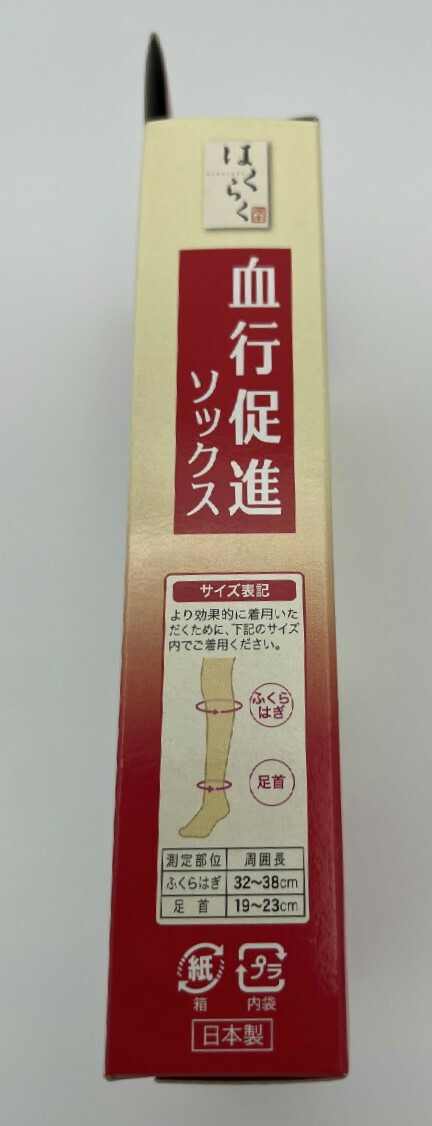 はくらく
血行促進
ソックス
サイズ表記
より効果的に着用いた
だくために、下記のサイズ
内でご着用ください。
ふくら
はぎ
足首
測定部位 周囲長
ふくらはぎ 32〜38cm
足首 19〜23cm
紙 プラ
箱 内袋
日本製